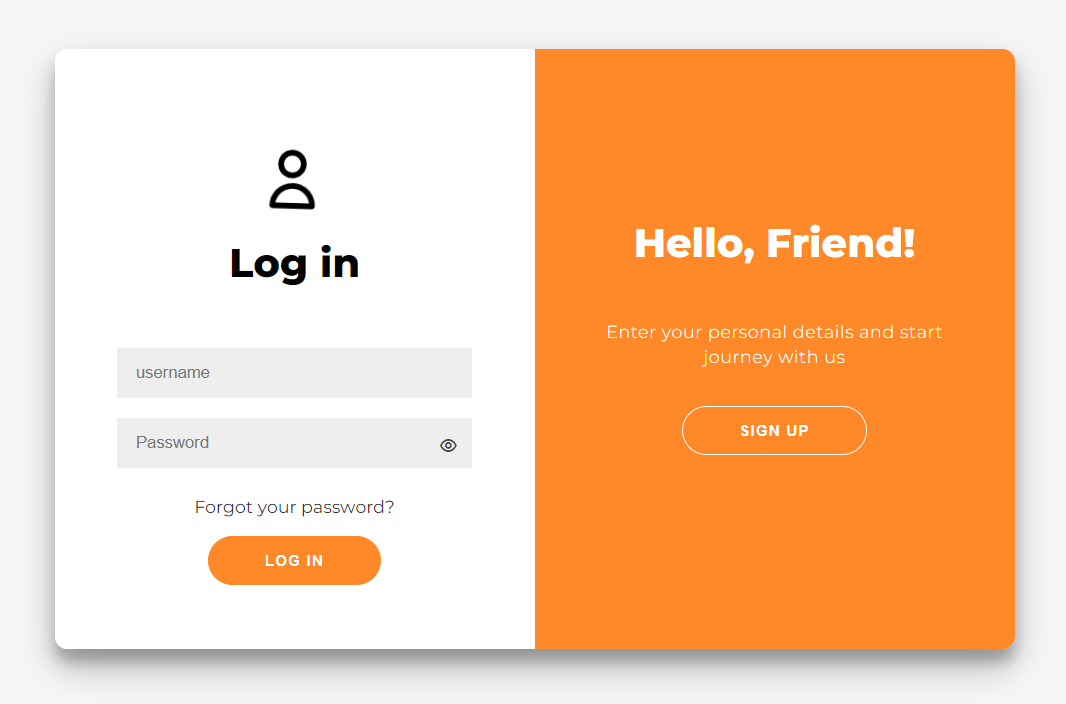 Log in
username
Password
Forgot your password?
LOG IN
Hello, Friend!
Enter your personal details and start
journey with us
SIGN UP